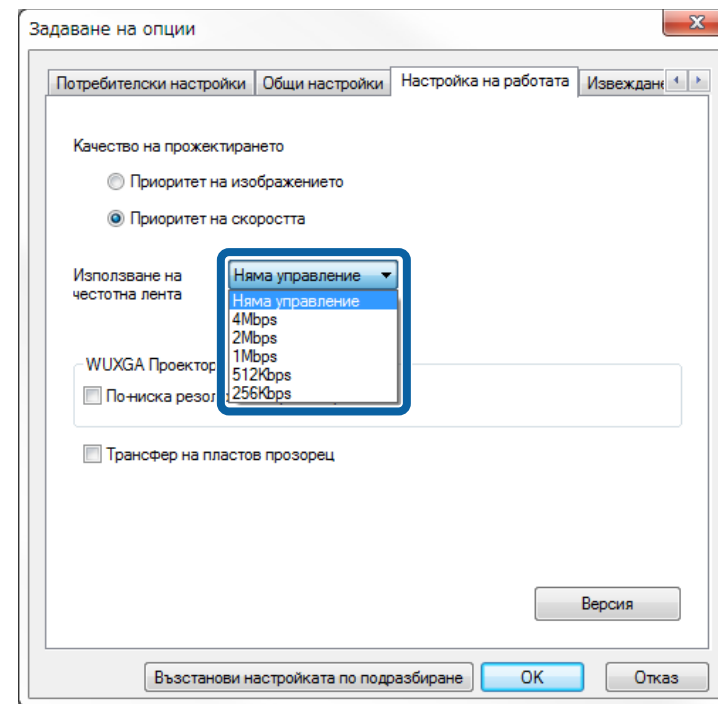 Задаване на опции
Потребителски настройки
Общи настройки
Настройка на работата
Качество на прожектирането
Приоритет на изображението
Приоритет на скоростта
Използване на
честотна лента
Няма управление
Няма управление
4Mbps
2Mbps
1Mbps
512Kbps
256Kbps
WUXGA Проектор
По-ниска
Трансфер на пластов прозорец
Версия
Възстанови настройката по подразбиране
OK
Отказ